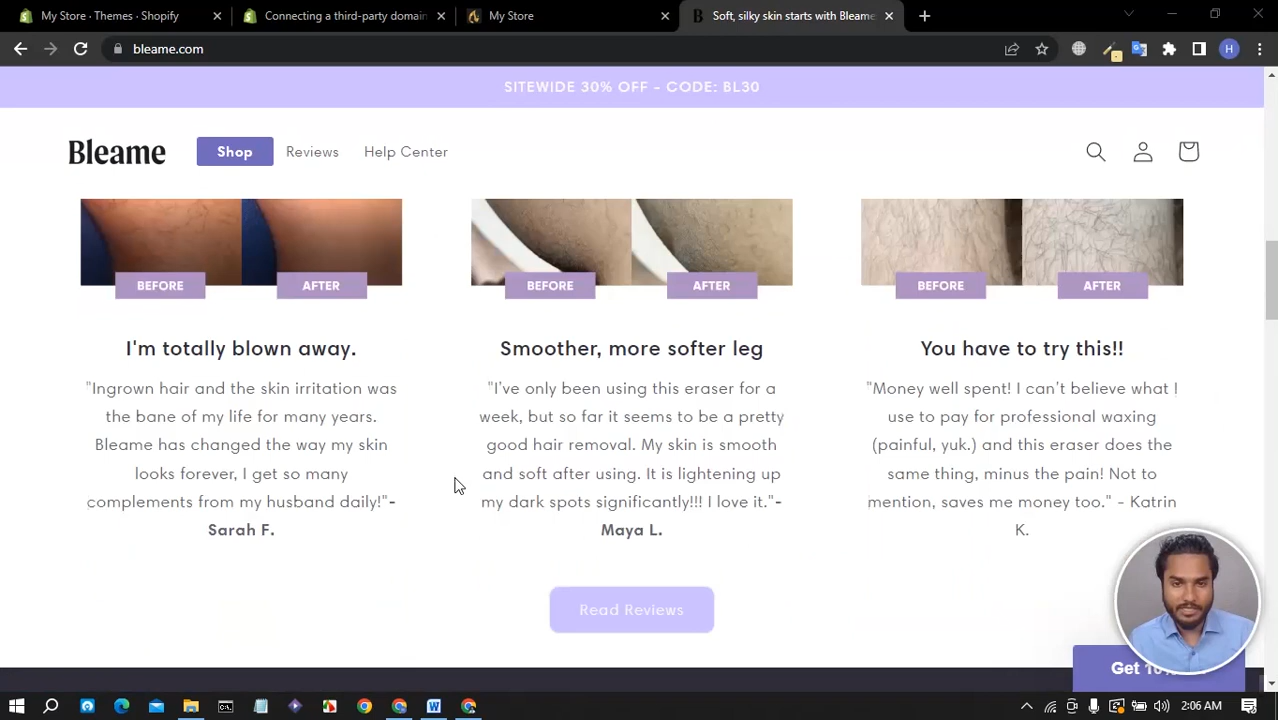 My Store · Themes · Shopify
Connecting a third-party domain
My Store
Soft, silky skin starts with Bleame
bleame.com
H
SITEWIDE 30% OFF - CODE: BL30
Bleame
Shop
Reviews
Help Center
BEFORE AFTER
BEFORE AFTER
BEFORE AFTER
I'm totally blown away.
"Ingrown hair and the skin irritation was
the bane of my life for many years.
Bleame has changed the way my skin
looks forever, I get so many
complements from my husband daily!"-
Sarah F.
Smoother, more softer leg
"I've only been using this eraser for a
week, but so far it seems to be a pretty
good hair removal. My skin is smooth
and soft after using. It is lightening up
my dark spots significantly!!! I love it."-
Maya L.
You have to try this!!
"Money well spent! I can't believe what I
use to pay for professional waxing
(painful, yuk.) and this eraser does the
same thing, minus the pain! Not to
mention, saves me money too." - Katrin
K.
Read Reviews
Get
2:06 AM